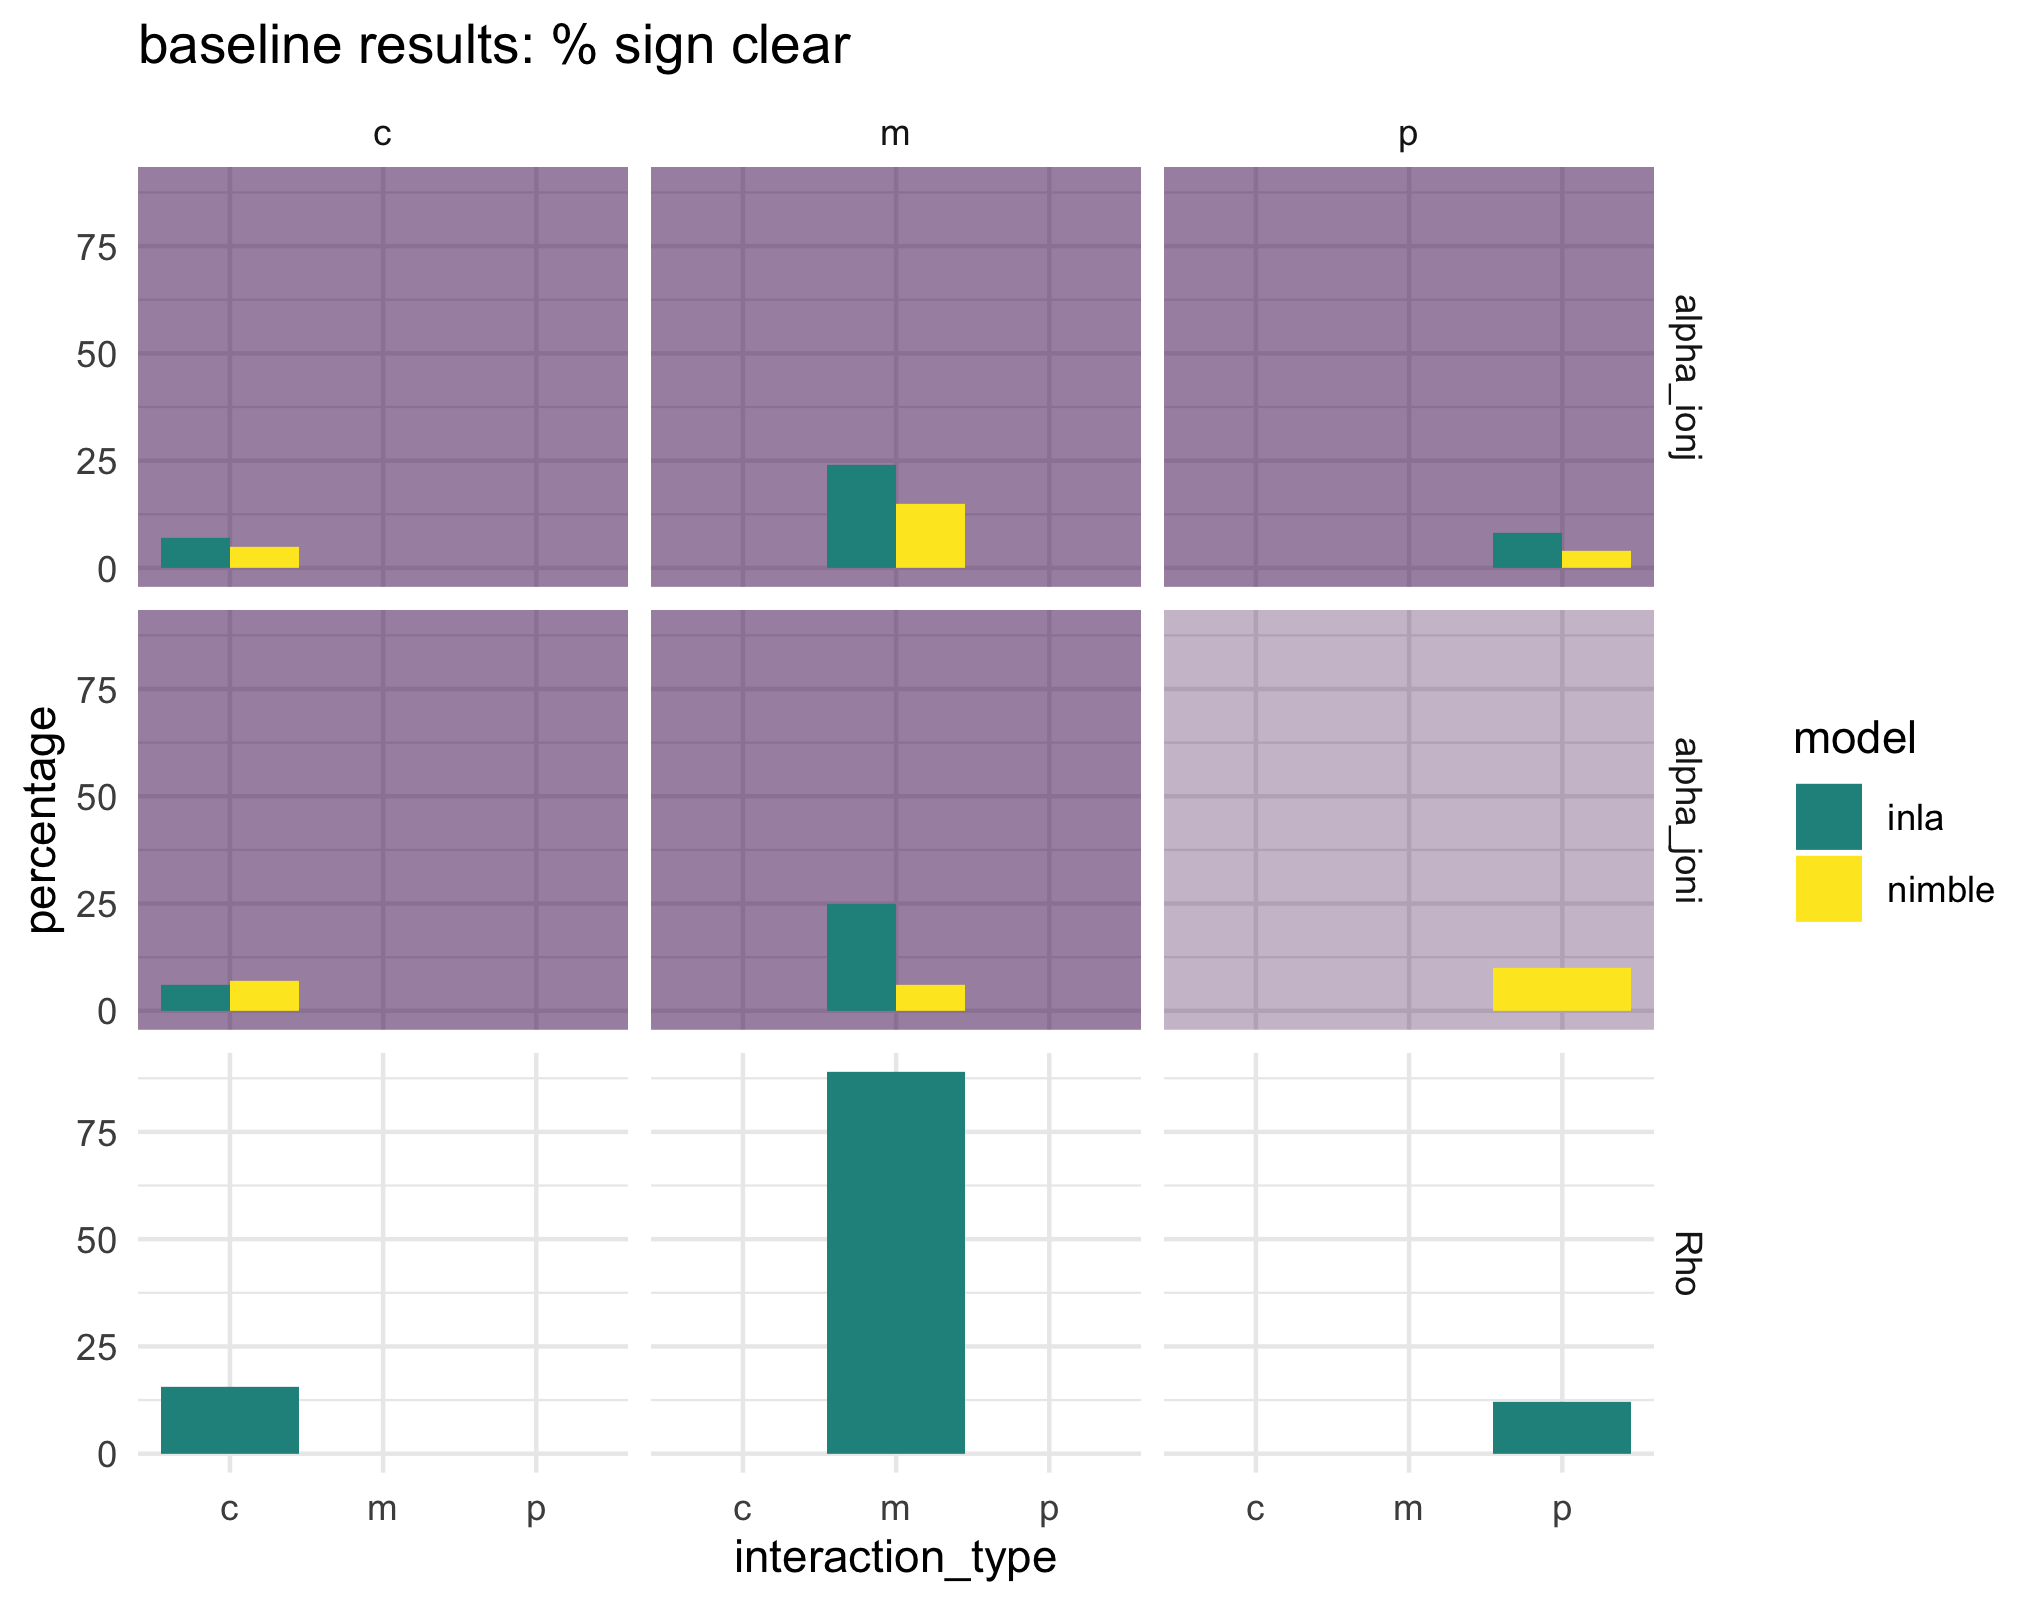 baseline results: % sign clear
c m p
75
50
25
0
alpha_ionj
75
50
25
0
alpha_joni
75
50
25
0
Rho
c m p c m p c m p
interaction_type
percentage
model
inla
nimble